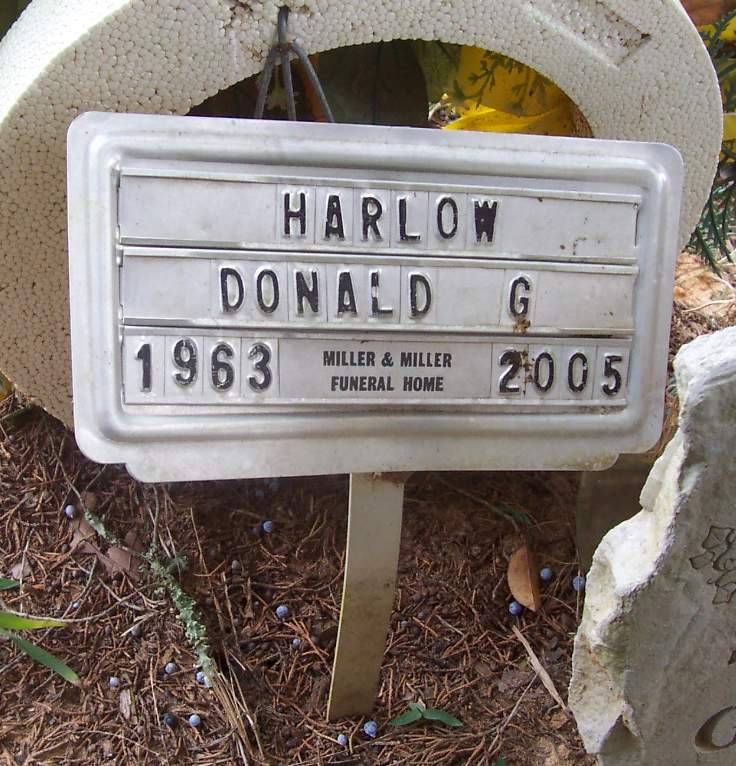 HARLOW
DONALD G
1963 MILLER & MILLER 2005
FUNERAL HOME